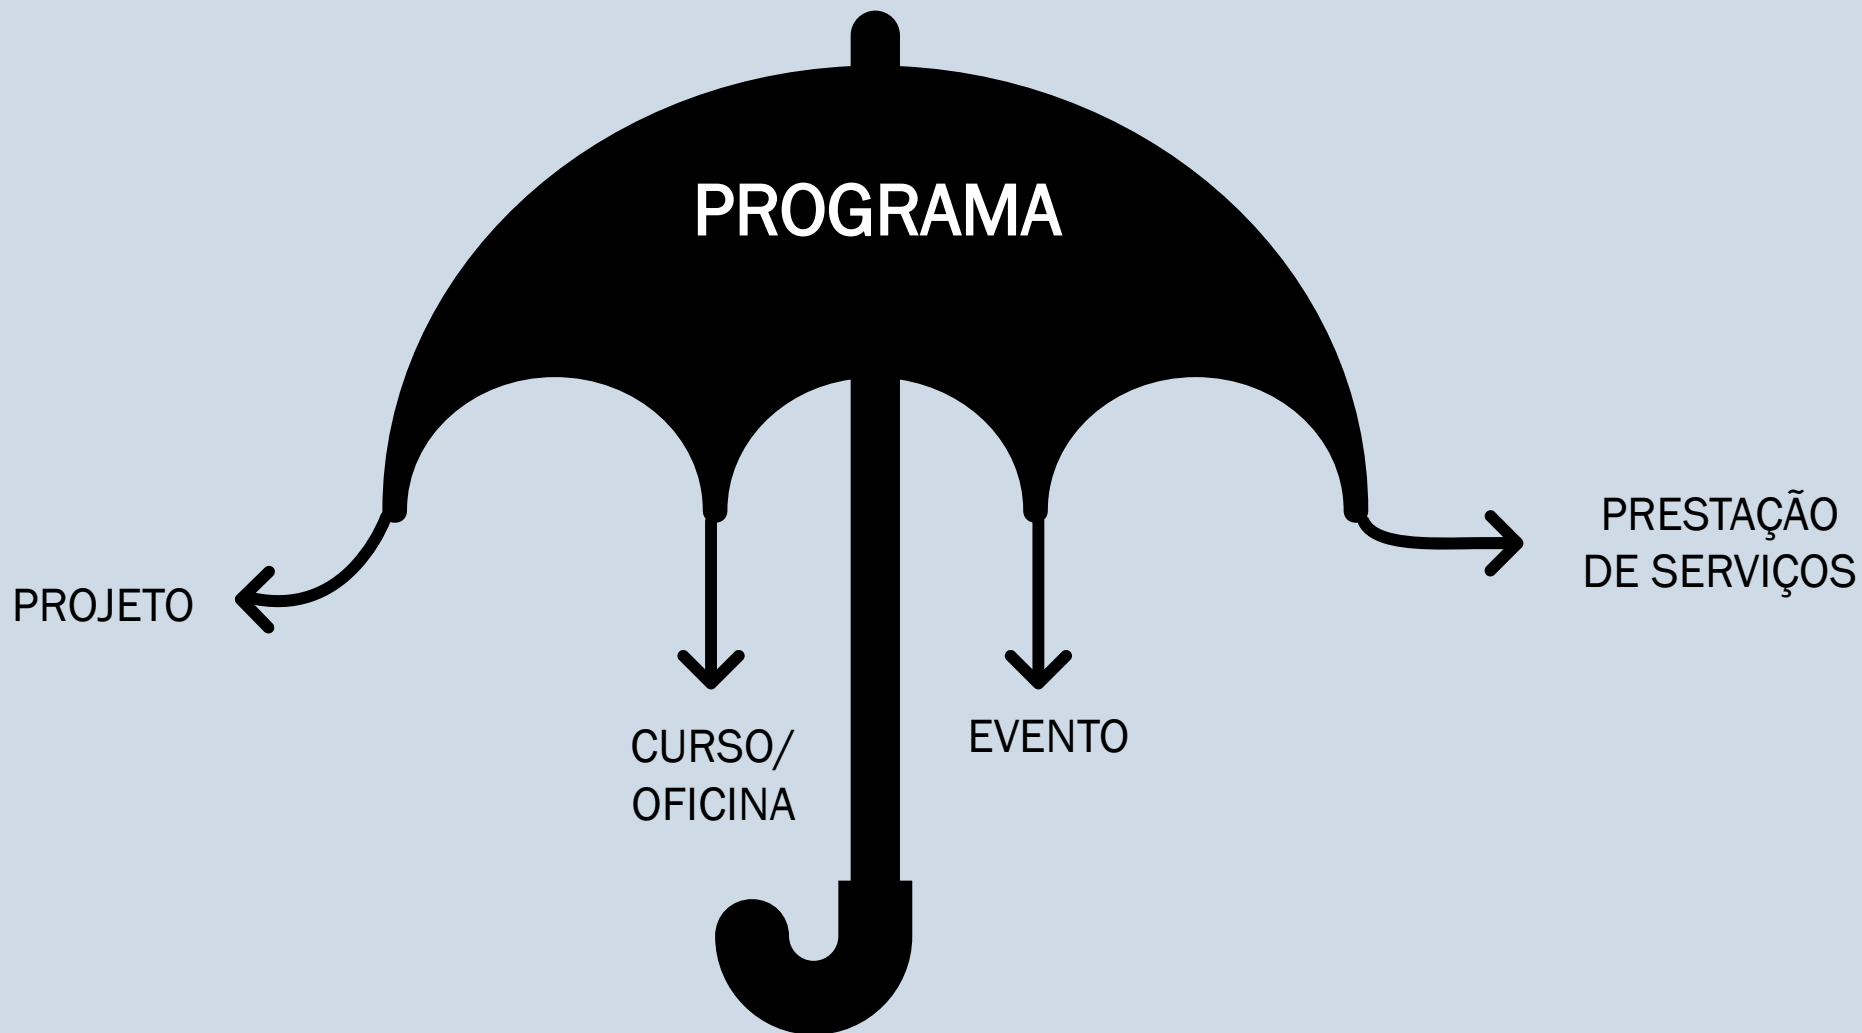 PROGRAMA
PROJETO
CURSO/
OFICINA
EVENTO
PRESTAÇÃO
DE SERVIÇOS